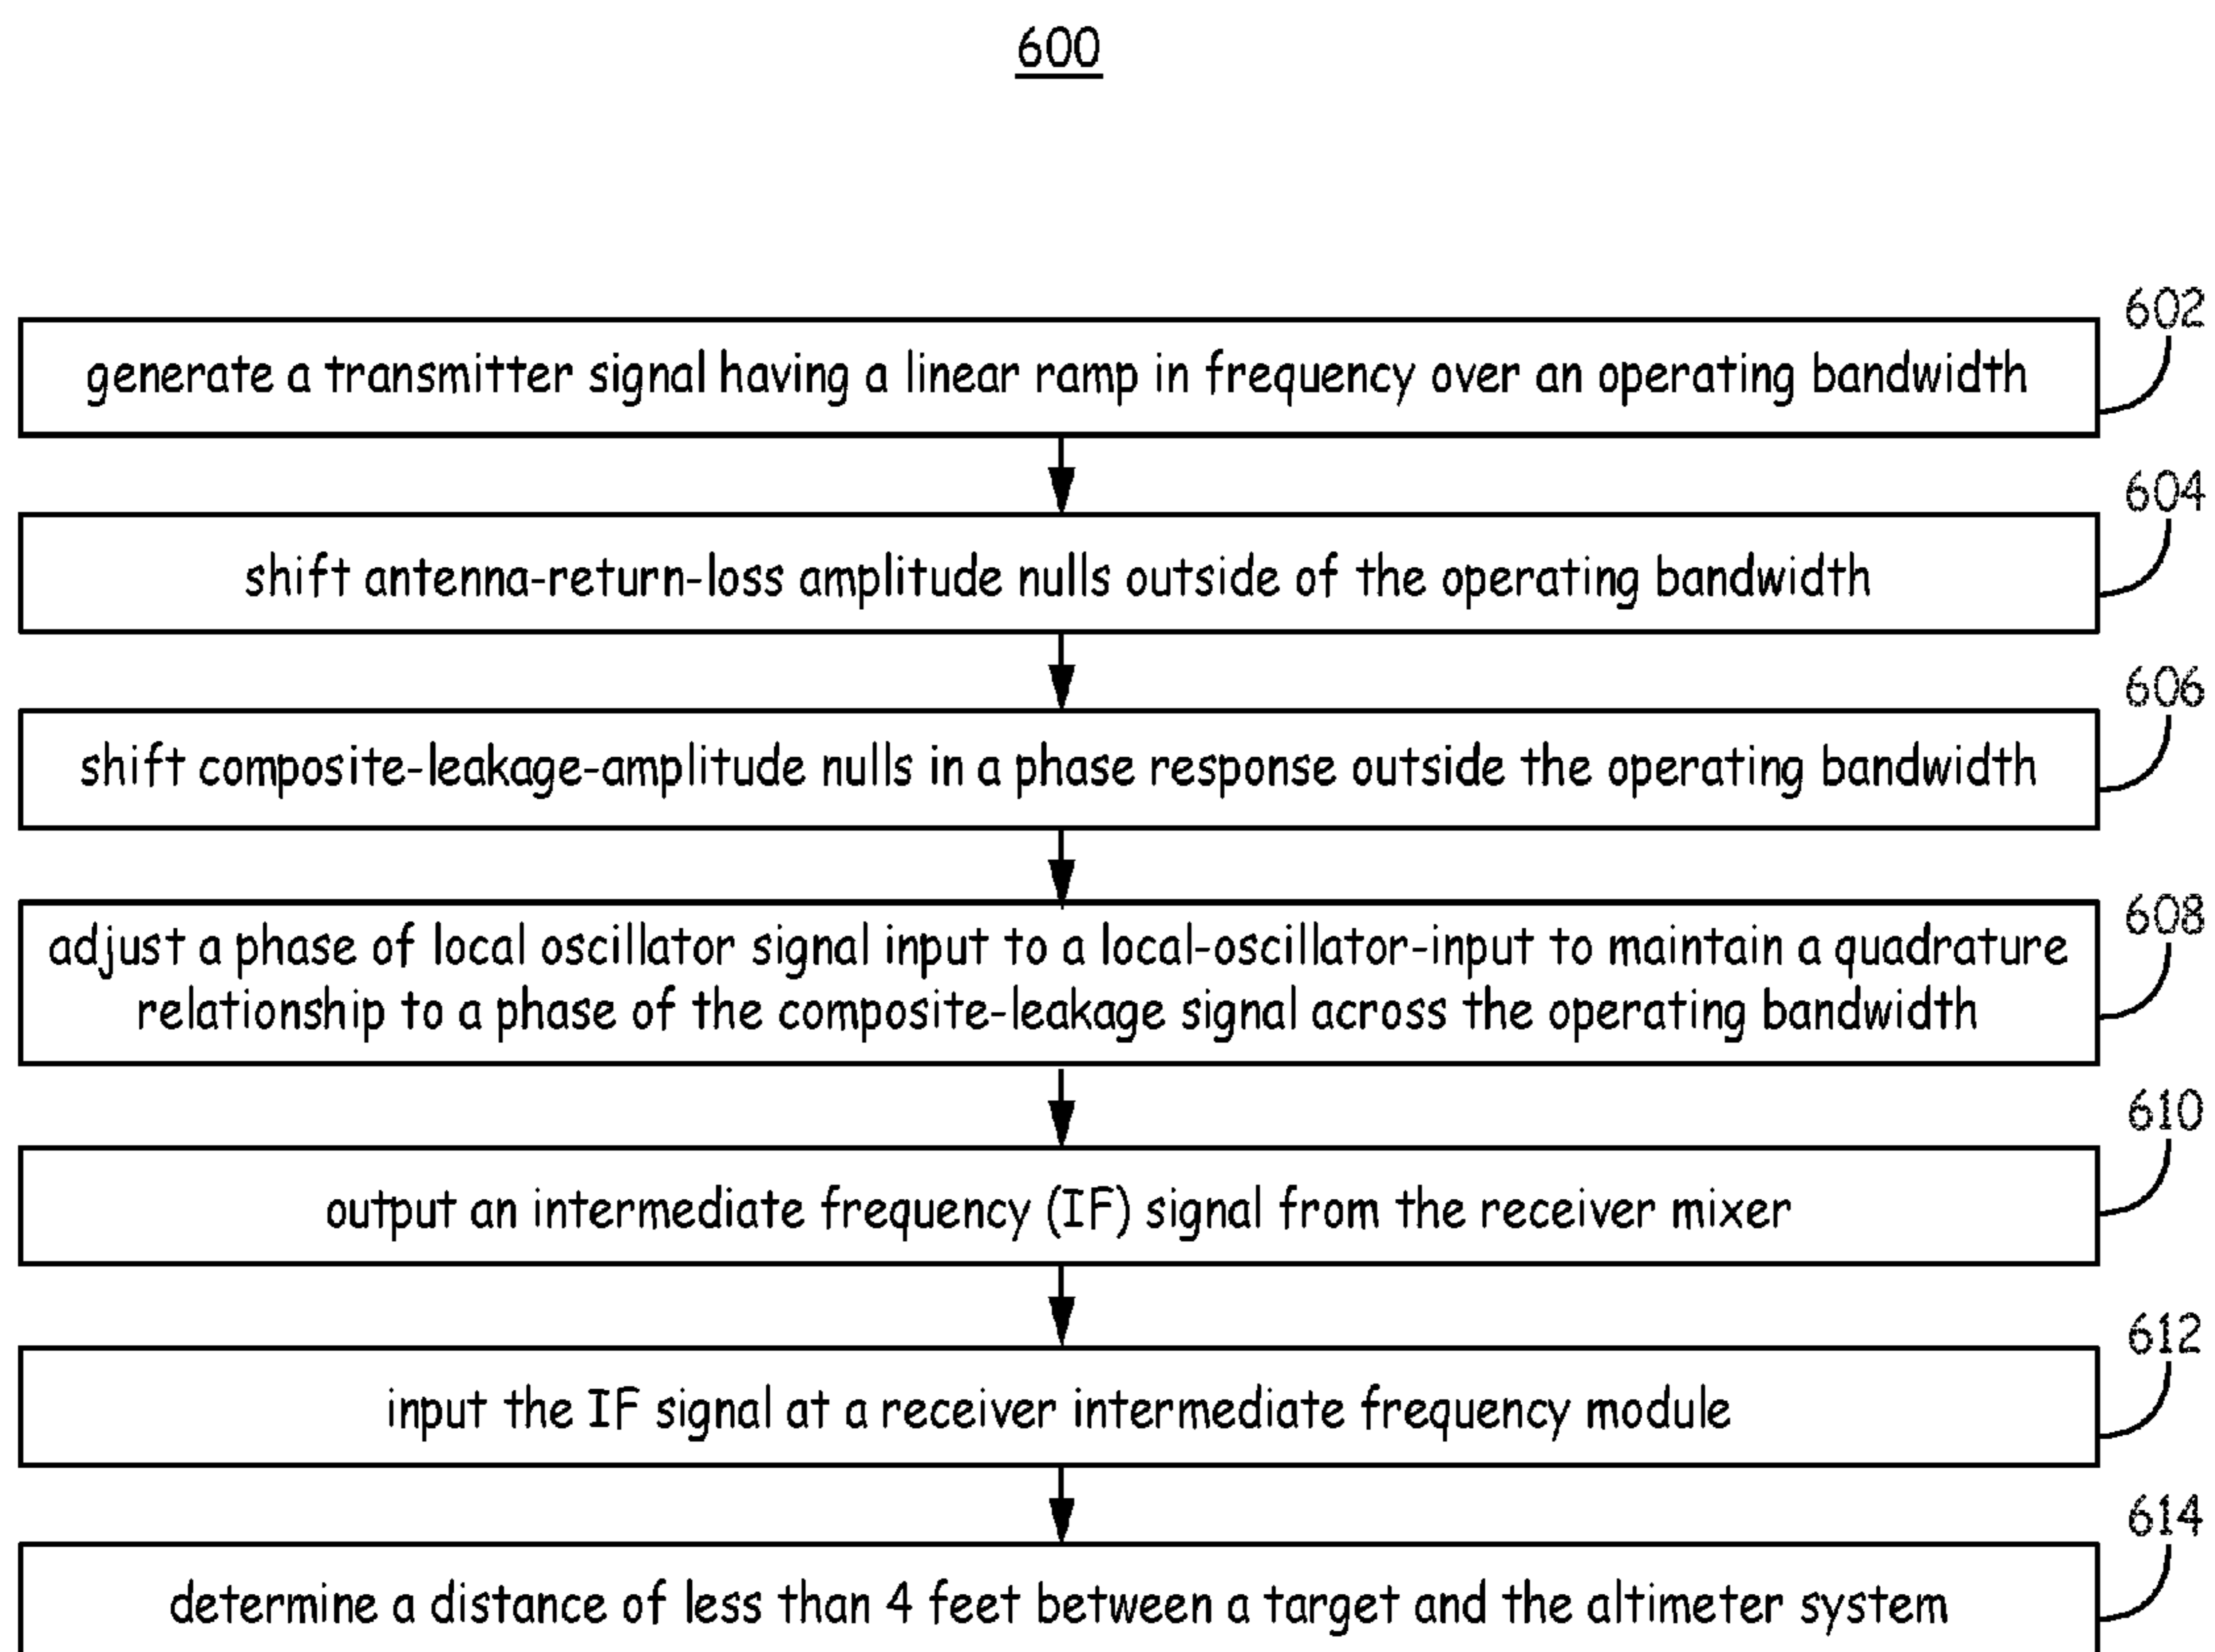 600
602
generate a transmitter signal having a linear ramp in frequency over an operating bandwidth
604
shift antenna-return-loss amplitude nulls outside of the operating bandwidth
606
shift composite-leakage-amplitude nulls in a phase response outside the operating bandwidth
608
adjust a phase of local oscillator signal input to a local-oscillator-input to maintain a quadrature
relationship to a phase of the composite-leakage signal across the operating bandwidth
610
output an intermediate frequency (IF) signal from the receiver mixer
612
input the IF signal at a receiver intermediate frequency module
614
determine a distance of less than 4 feet between a target and the altimeter system